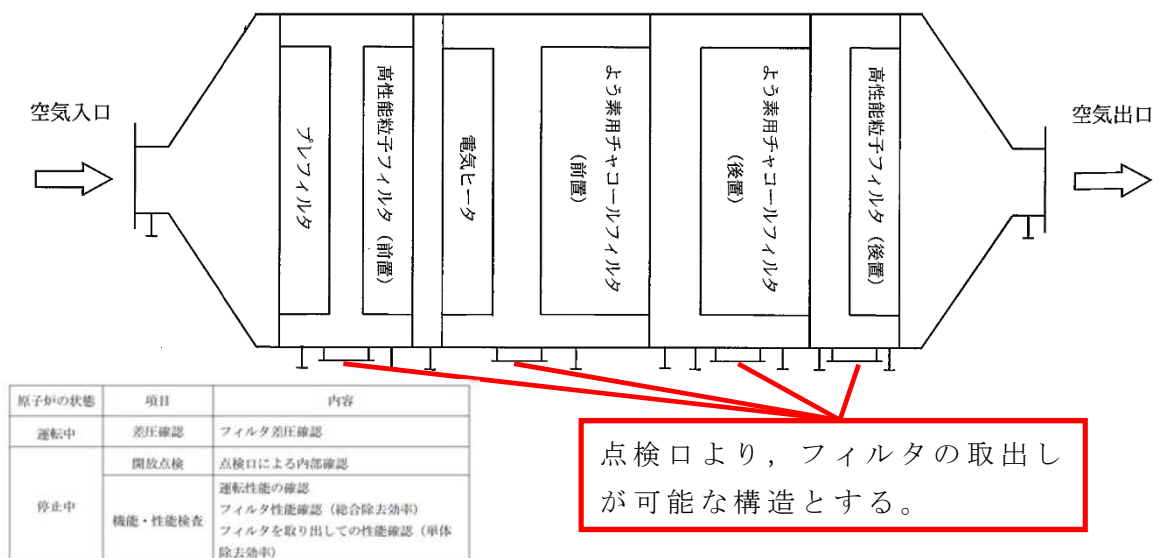 空気入口
プレフィルタ
高性能粒子フィルタ（前置）
電気ヒータ
よう素用チャコールフィルタ
（前置）
よう素用チャコールフィルタ
（後置）
高性能粒子フィルタ（後置）
空気出口
点検口より，フィルタの取出し
が可能な構造とする。
原子炉の状態 項目 内容
運転中 差圧確認 フィルタ差圧確認
停止中
開放点検 点検口による内部確認
機能・性能検査
運転性能の確認
フィルタ性能確認（総合除去効率）
フィルタを取り出しての性能確認（単体
除去効率）